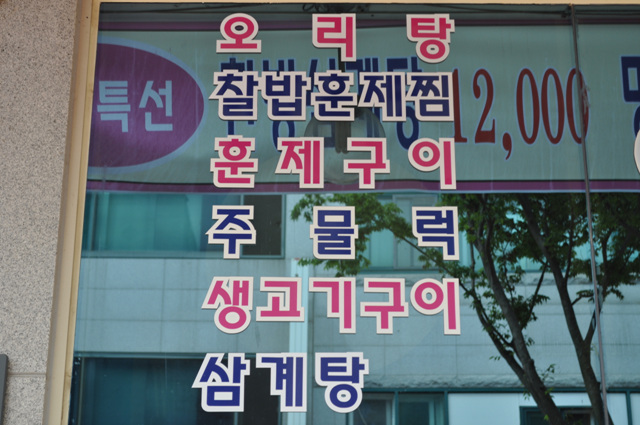 오리탕
특선
찰밥훈제찜
12,000
훈제구이
주물럭
생고기구이
삼계탕